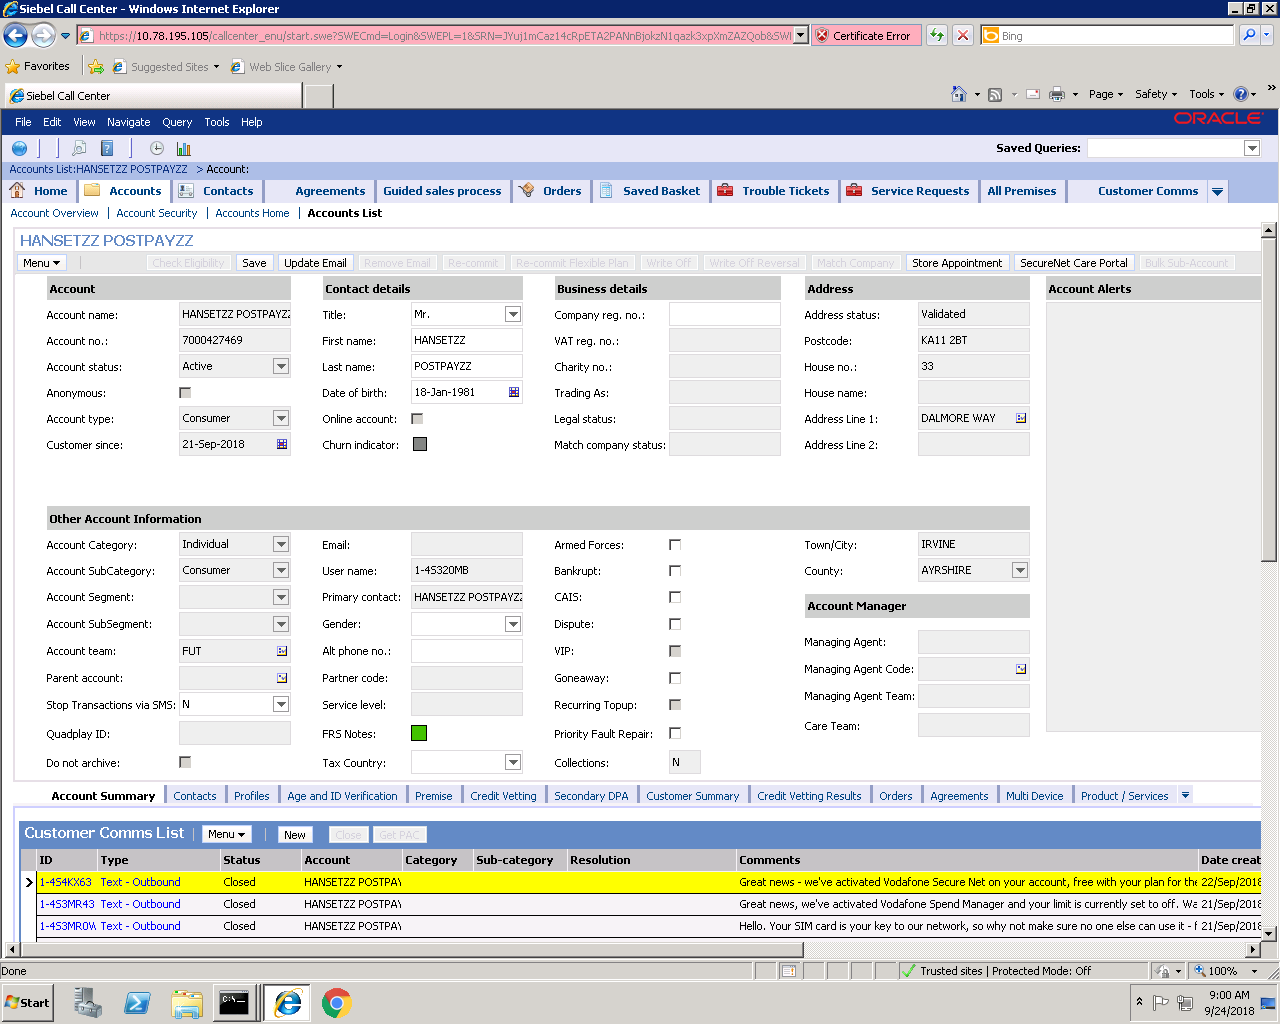 Siebel Call Center - Windows Internet Explorer
https://10.78.195.105/callcenter_enu/start.swe?SWECmd=Login&SWEPL=1&SRN=JYuj1mCaz14cRpETA2PANnBjokzN1qazk3xpXmZAZQob&SWE
Certificate Error
Bing
Favorites
Suggested Sites
Web Slice Gallery
Siebel Call Center
Page
Safety
Tools
File Edit View Navigate Query Tools Help
ORACLE
Saved Queries:
Accounts List:HANSETZZ POSTPAYZZ > Account:
Home Accounts Contacts Agreements Guided sales process Orders Saved Basket Trouble Tickets Service Requests All Premises Customer Comms
Account Overview | Account Security | Accounts Home | Accounts List
HANSETZZ POSTPAYZZ
Menu Check Eligibility Save Update Email Remove Email Re-commit Re-commit Flexible Plan Write Off Write Off Reversal Match Company Store Appointment SecureNet Care Portal Bulk Sub-Account
Account Contact details Business details Address Account Alerts
Account name: HANSETZZ POSTPAYZZ Title: Mr. Company reg. no.: Address status: Validated
Account no.: 7000427469 First name: HANSETZZ VAT reg. no.: Postcode: KA11 2BT
Account status: Active Last name: POSTPAYZZ Charity no.: House no.: 33
Anonymous: Date of birth: 18-Jan-1981 Trading As: House name:
Account type: Consumer Online account: Legal status: Address Line 1: DALMORE WAY
Customer since: 21-Sep-2018 Churn indicator: Match company status: Address Line 2:
Other Account Information
Account Category: Individual Email: Armed Forces: Town/City: IRVINE
Account SubCategory: Consumer User name: 1-4S320MB Bankrupt: County: AYRSHIRE
Account Segment: Primary contact: HANSETZZ POSTPAYZZ CAIS: Account Manager
Account SubSegment: Gender: Dispute:
Account team: FUT Alt phone no.: VIP: Managing Agent:
Parent account: Partner code: Goneaway: Managing Agent Code:
Stop Transactions via SMS: N Service level: Recurring Topup: Managing Agent Team:
Quadplay ID: FRS Notes: Priority Fault Repair: Care Team:
Do not archive: Tax Country: Collections: N
Account Summary Contacts Profiles Age and ID Verification Premise Credit Vetting Secondary DPA Customer Summary Credit Vetting Results Orders Agreements Multi Device Product / Services
Customer Comms List Menu New Close Get PAC
ID Type Status Account Category Sub-category Resolution Comments Date creat
1-4S4KX63 Text - Outbound Closed HANSETZZ POSTPAY Great news - we've activated Vodafone Secure Net on your account, free with your plan for the 22/Sep/2018
1-4S3MR43 Text - Outbound Closed HANSETZZ POSTPAY Great news, we've activated Vodafone Spend Manager and your limit is currently set to off. Wa 21/Sep/2018
1-4S3MR0W Text - Outbound Closed HANSETZZ POSTPAY Hello. Your SIM card is your key to our network, so why not make sure no one else can use it - f 21/Sep/2018
Done
Trusted sites | Protected Mode: Off
100%
Start
9:00 AM
9/24/2018